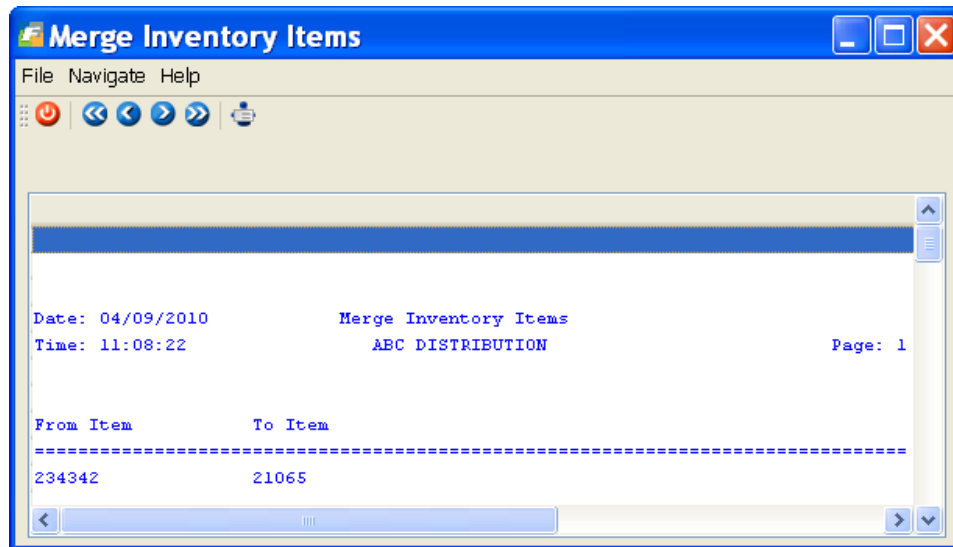 Merge Inventory Items
File Navigate Help
Date: 04/09/2010 Merge Inventory Items
Time: 11:08:22 ABC DISTRIBUTION Page: 1
From Item To Item
================================================================================
234342 21065